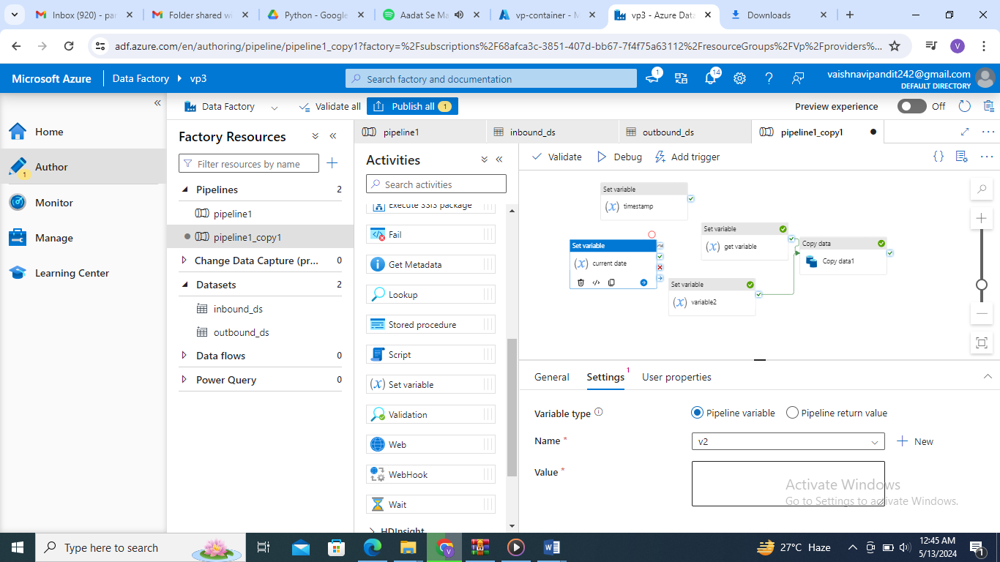 Inbox (920) - pa
Folder shared wi
Python - Google
Aadat Se Ma
vp-container - M
vp3 - Azure Data
Downloads
adf.azure.com/en/authoring/pipeline/pipeline1_copy1?factory=%2Fsubscriptions%2F68afca3c-3851-407d-bb67-7f4f75a63112%2FresourceGroups%2FVp%2Fproviders%...
V
Microsoft Azure
Data Factory
vp3
Search factory and documentation
1
14
vaishnavipandit242@gmail.com
DEFAULT DIRECTORY
Home
Author
1
Monitor
Manage
Learning Center
Data Factory
Validate all
Publish all 1
Preview experience
Off
Factory Resources
Filter resources by name
Pipelines 2
pipeline1
pipeline1_copy1
Change Data Capture (pr... 0
Datasets 2
inbound_ds
outbound_ds
Data flows 0
Power Query 0
pipeline1
inbound_ds
outbound_ds
pipeline1_copy1
Activities
Search activities
Execute SSIS package
Fail
Get Metadata
Lookup
Stored procedure
Script
Set variable
Validation
Web
WebHook
Wait
HDInsight
Validate
Debug
Add trigger
Set variable
timestamp
Set variable
current date
Set variable
get variable
Set variable
variable2
Copy data
Copy data1
General
Settings 1
User properties
Variable type
Pipeline variable
Pipeline return value
Name *
v2
New
Value *
Activate Windows
Go to Settings to activate Windows.
Type here to search
27°C Haze
12:45 AM
5/13/2024
1